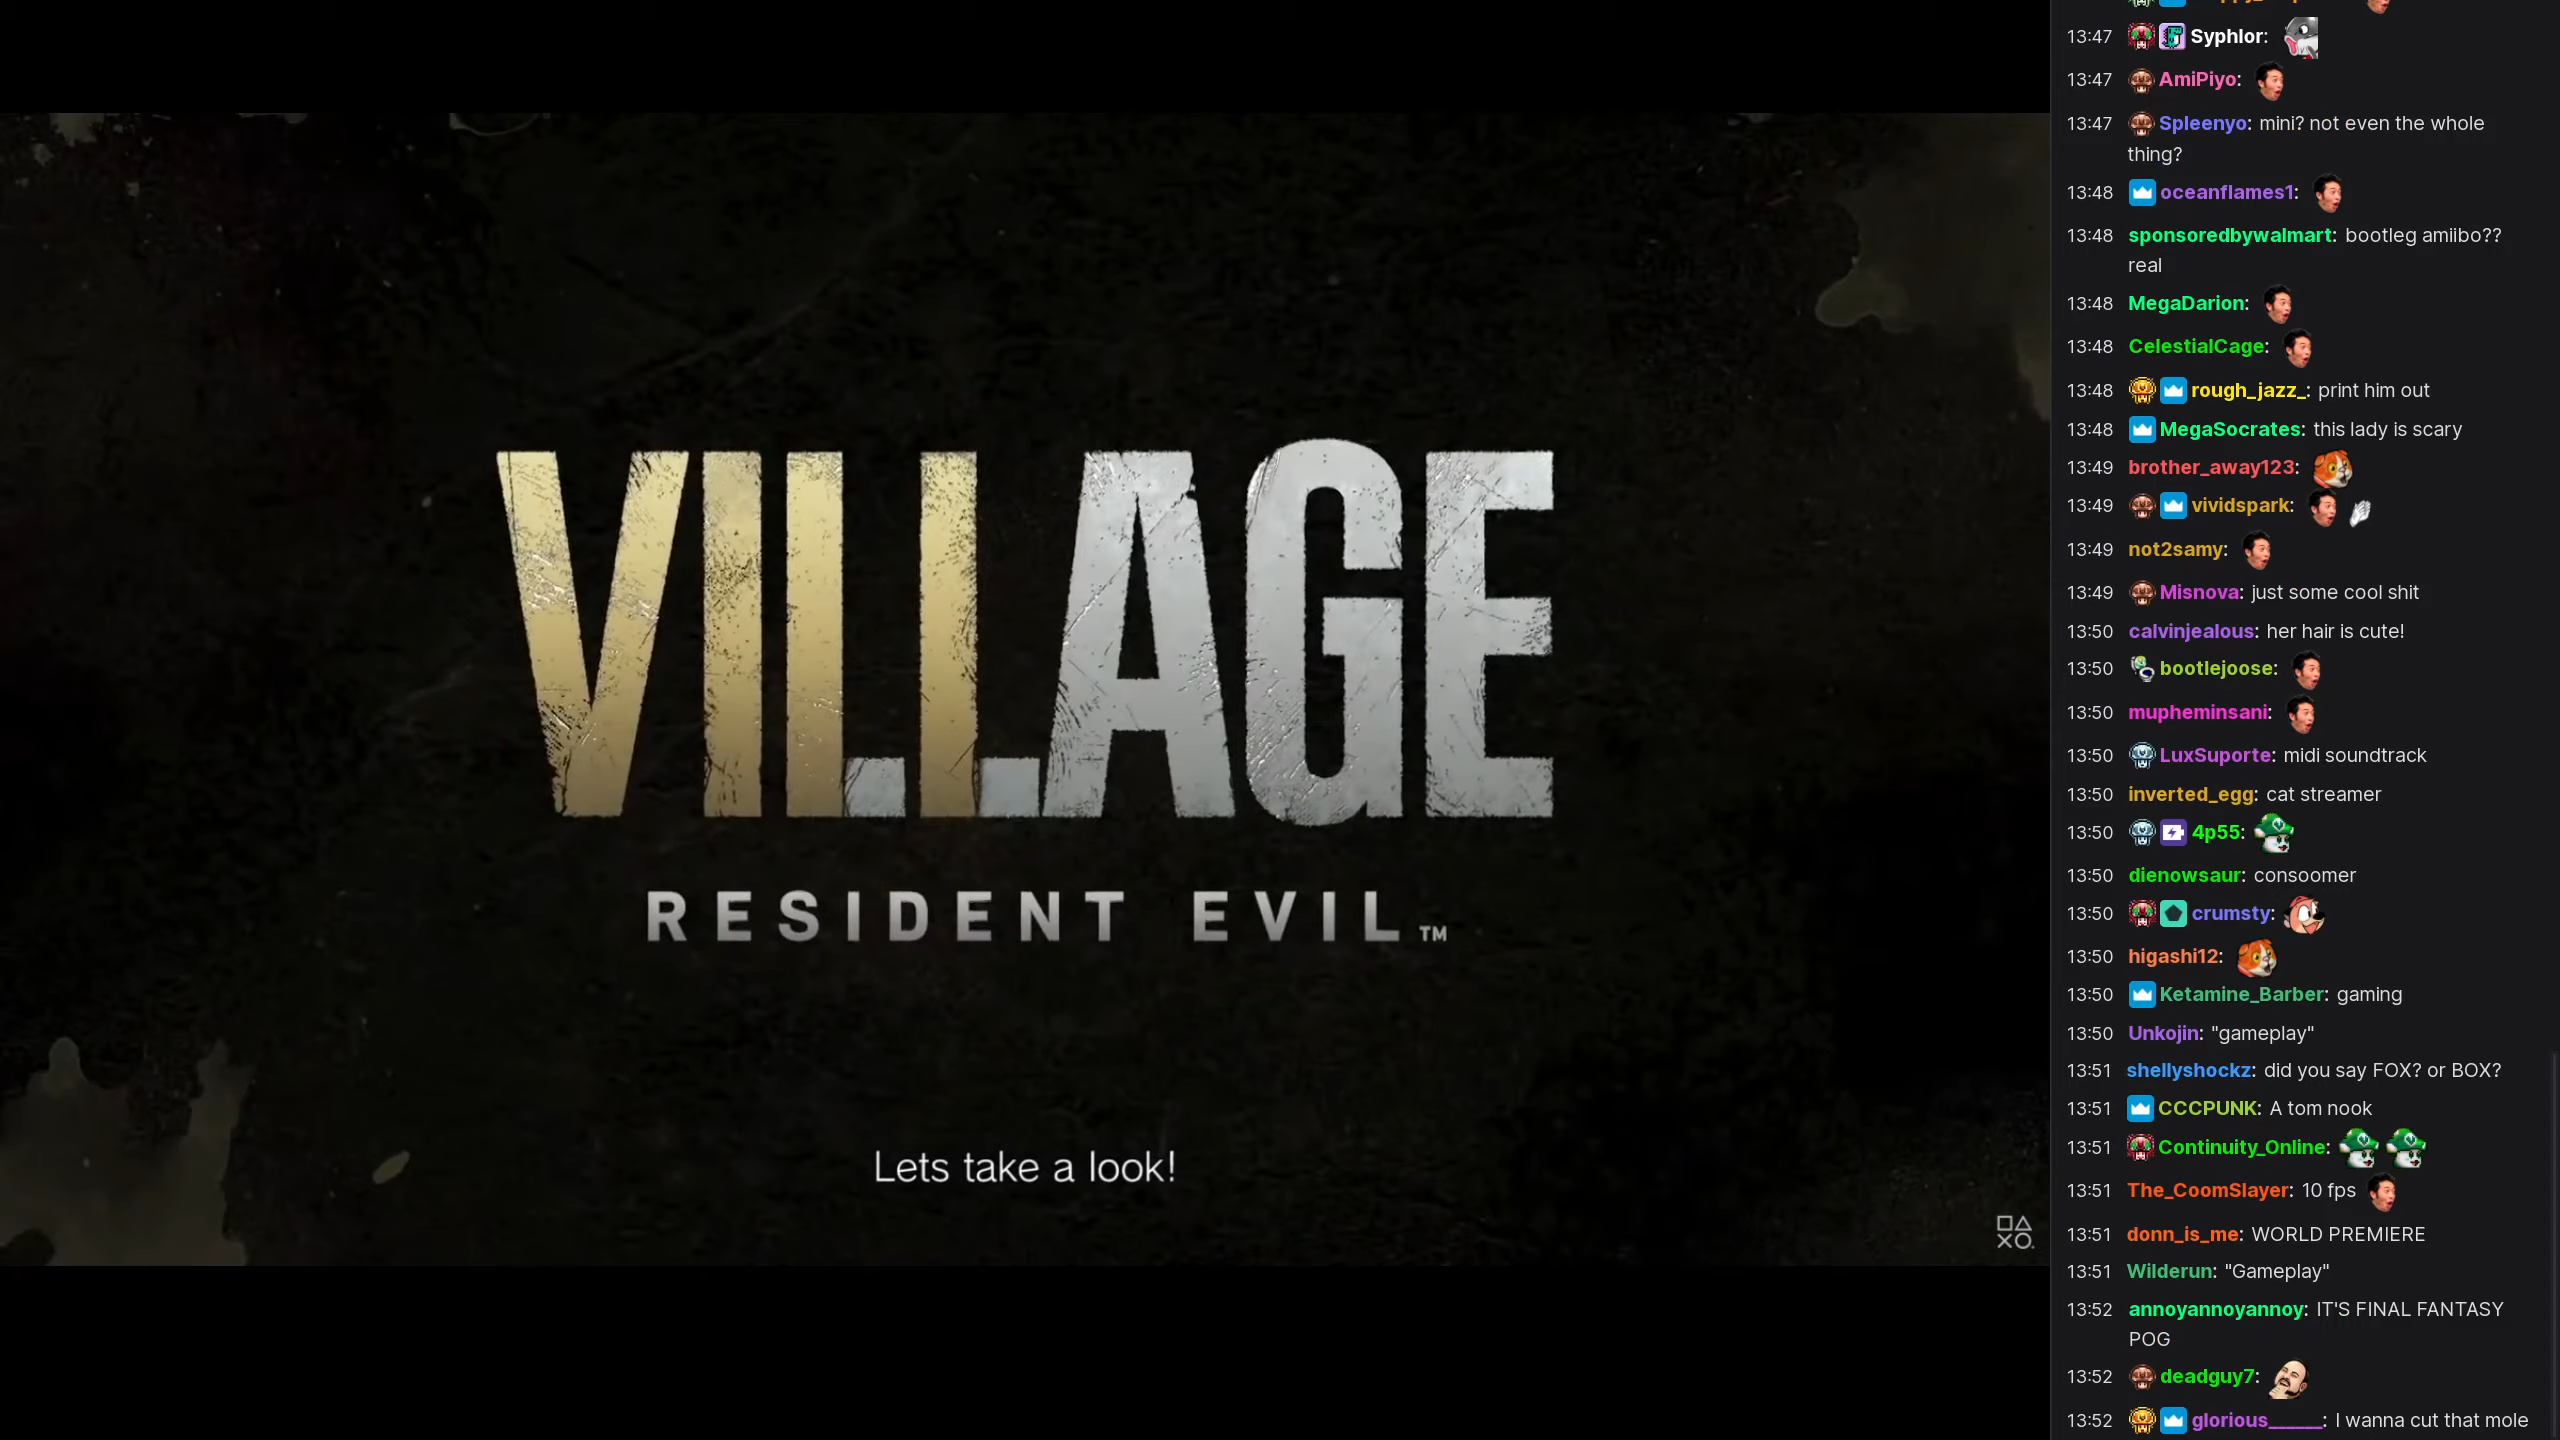 VILLAGE
RESIDENT EVIL™
Lets take a look!
13:47 Syphlor:
13:47 AmiPiyo:
13:47 Spleenyo: mini? not even the whole
thing?
13:48 oceanflames1:
13:48 sponsoredbywalmart: bootleg amiibo??
real
13:48 MegaDarion:
13:48 CelestialCage:
13:48 rough_jazz_: print him out
13:48 MegaSocrates: this lady is scary
13:49 brother_away123:
13:49 vividspark:
13:49 not2samy:
13:49 Misnova: just some cool shit
13:50 calvinjealous: her hair is cute!
13:50 bootlejoose:
13:50 mupheminsani:
13:50 LuxSuporte: midi soundtrack
13:50 inverted_egg: cat streamer
13:50 4p55:
13:50 dienowsaur: consoomer
13:50 crumsty:
13:50 higashi12:
13:50 Ketamine_Barber: gaming
13:50 Unkojin: "gameplay"
13:51 shellyshockz: did you say FOX? or BOX?
13:51 CCCPUNK: A tom nook
13:51 Continuity_Online:
13:51 The_CoomSlayer: 10 fps
13:51 donn_is_me: WORLD PREMIERE
13:51 Wilderun: "Gameplay"
13:52 annoyannoyannoy: IT'S FINAL FANTASY
POG
13:52 deadguy7:
13:52 glorious______: I wanna cut that mole